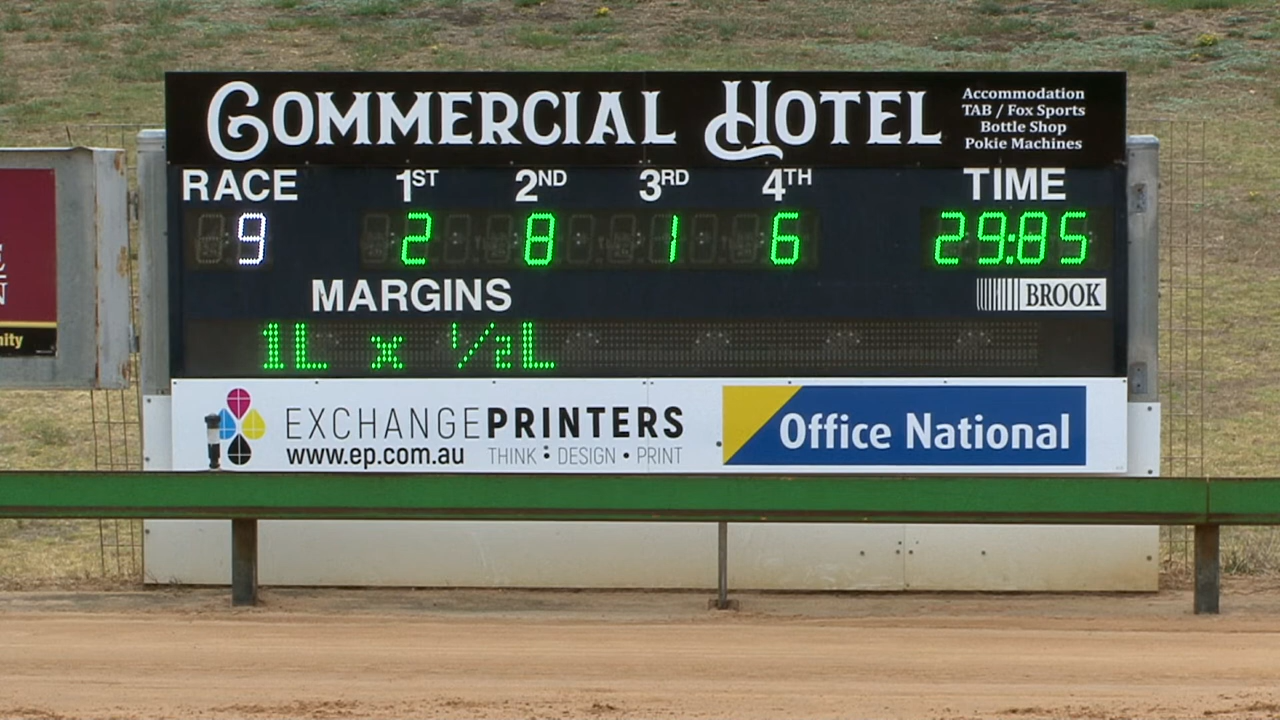 COMMERCIAL HOTEL
Accommodation
TAB / Fox Sports
Bottle Shop
Pokie Machines
RACE 1ST 2ND 3RD 4TH TIME
9 2 8 1 6 29:85
MARGINS
BROOK
1L x ½L
EXCHANGEPRINTERS
www.ep.com.au THINK • DESIGN • PRINT
Office National
E
N
nity